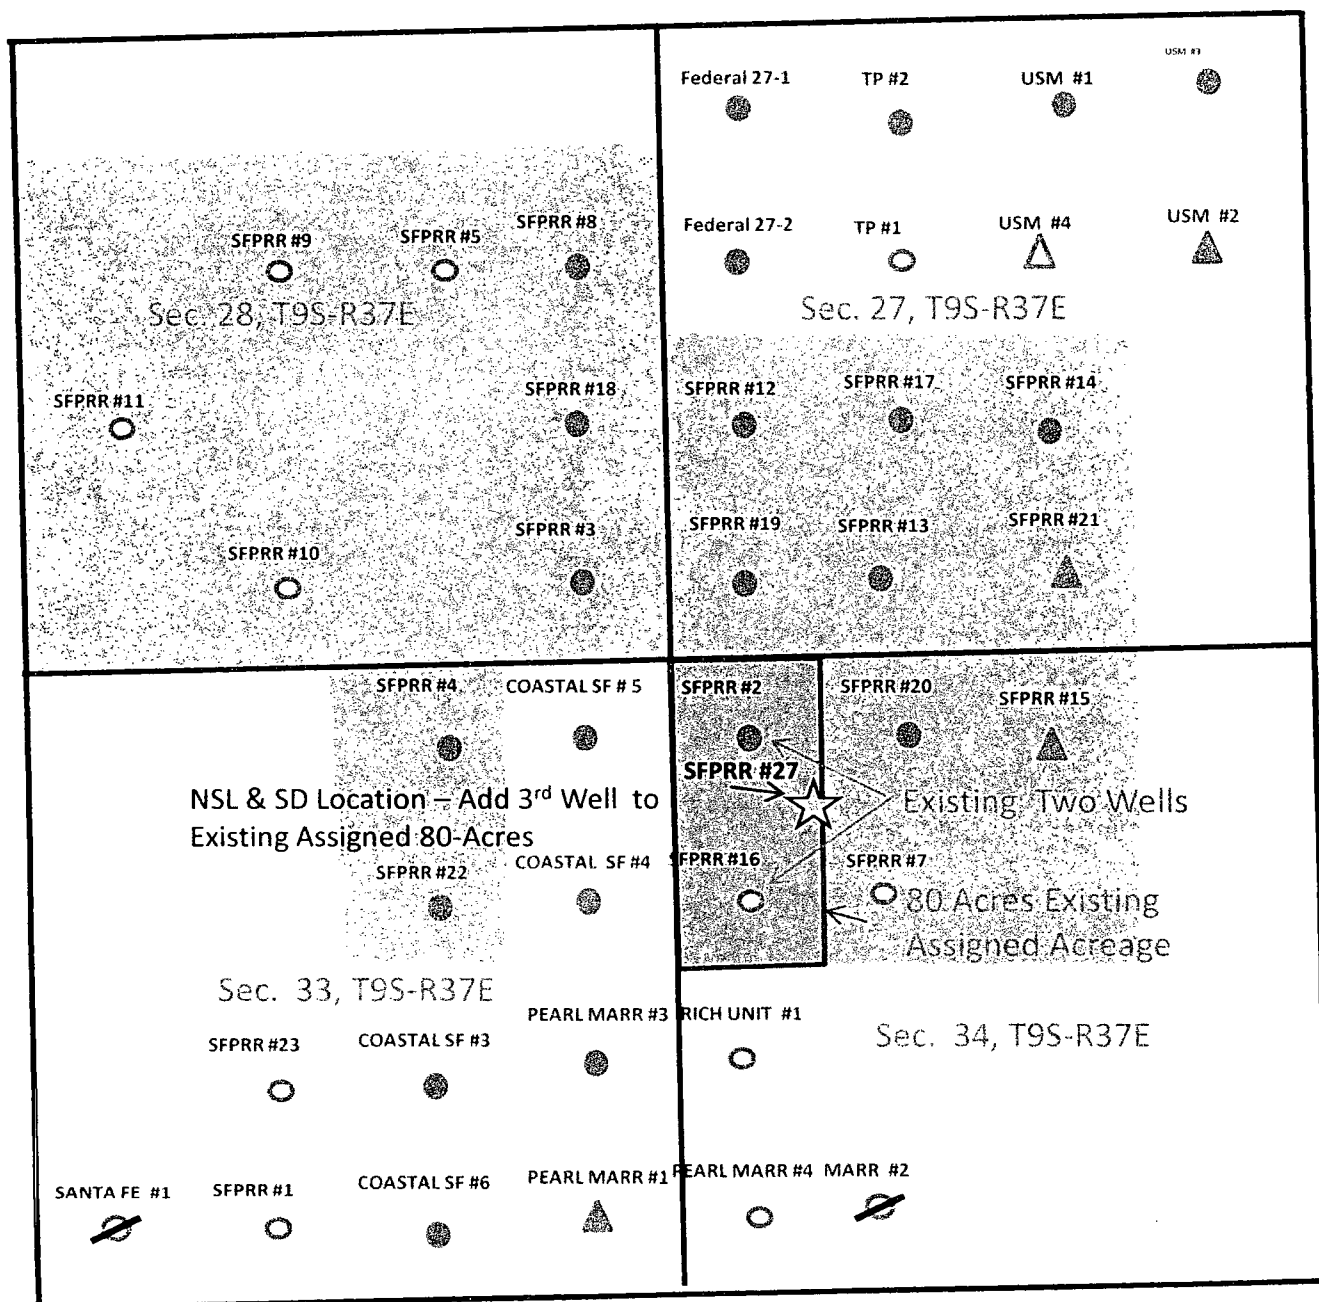 USM #3
Federal 27-1
TP #2
USM #1
Federal 27-2
TP #1
USM #4
USM #2
SFPRR #9
SFPRR #5
SFPRR #8
Sec. 28, T9S-R37E
Sec. 27, T9S-R37E
SFPRR #11
SFPRR #18
SFPRR #12
SFPRR #17
SFPRR #14
SFPRR #10
SFPRR #3
SFPRR #19
SFPRR #13
SFPRR #21
SFPRR #4
COASTAL SF # 5
SFPRR #2
SFPRR #20
SFPRR #15
SFPRR #27
NSL & SD Location – Add 3rd Well to
Existing Assigned 80-Acres
Existing Two Wells
SFPRR #22
COASTAL SF #4
SFPRR #16
SFPRR #7
80 Acres Existing
Assigned Acreage
Sec. 33, T9S-R37E
PEARL MARR #3
RICH UNIT #1
Sec. 34, T9S-R37E
SFPRR #23
COASTAL SF #3
SANTA FE #1
SFPRR #1
COASTAL SF #6
PEARL MARR #1
PEARL MARR #4
MARR #2